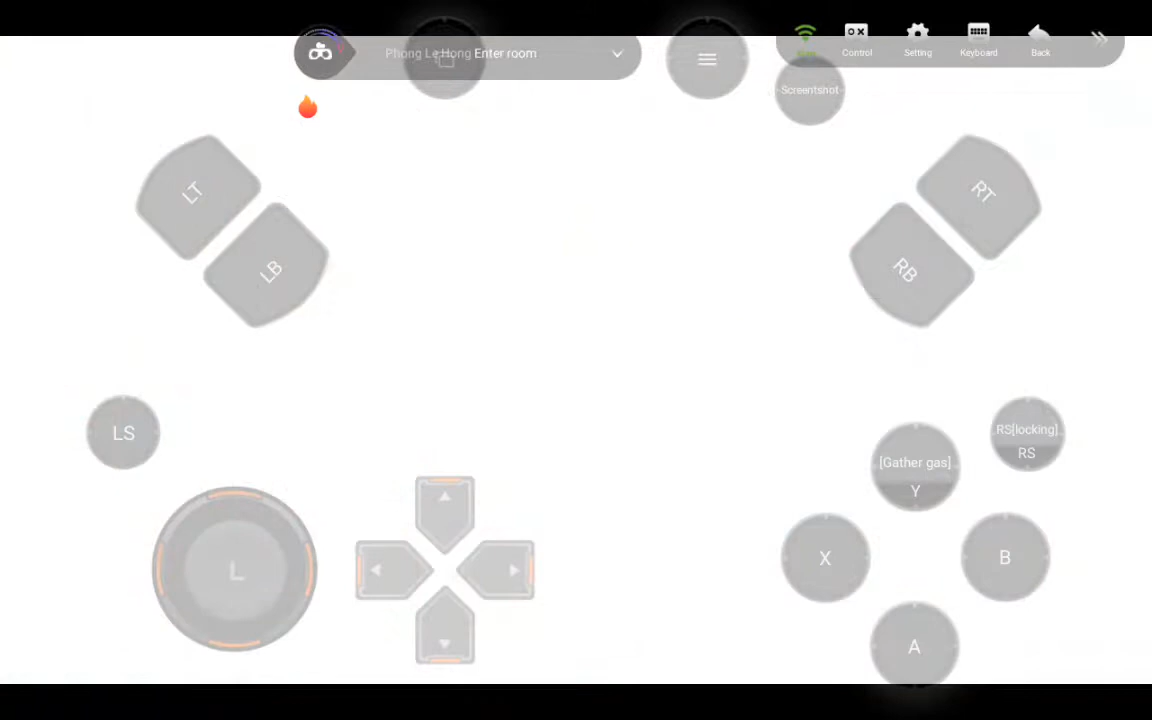 Phong Le Hong Enter room
Control
Setting
Keyboard
Back
Screentshot
LT
LB
RT
RB
LS
RS[locking]
RS
[Gather gas]
Y
L
X
B
A